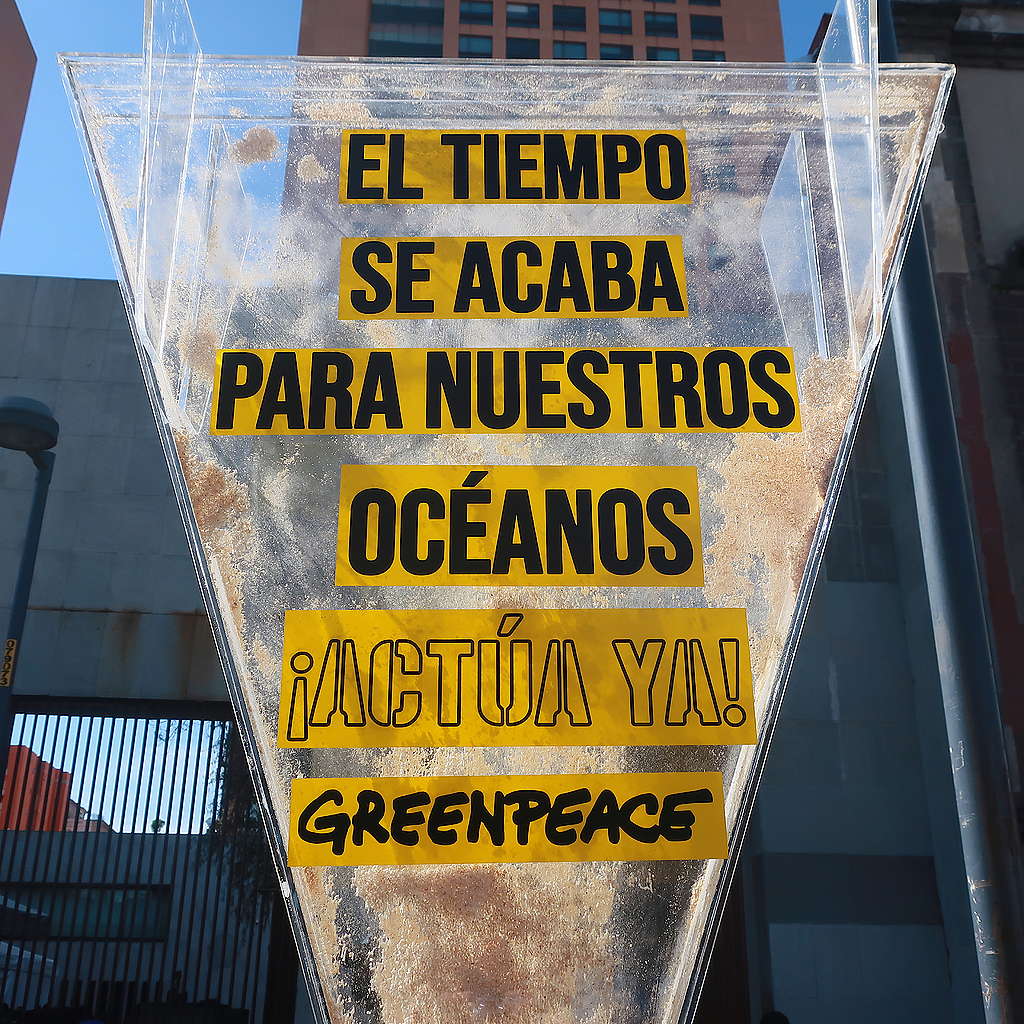 EL TIEMPO
SE ACABA
PARA NUESTROS
OCÉANOS
¡ACTÚA YA!
GREENPEACE